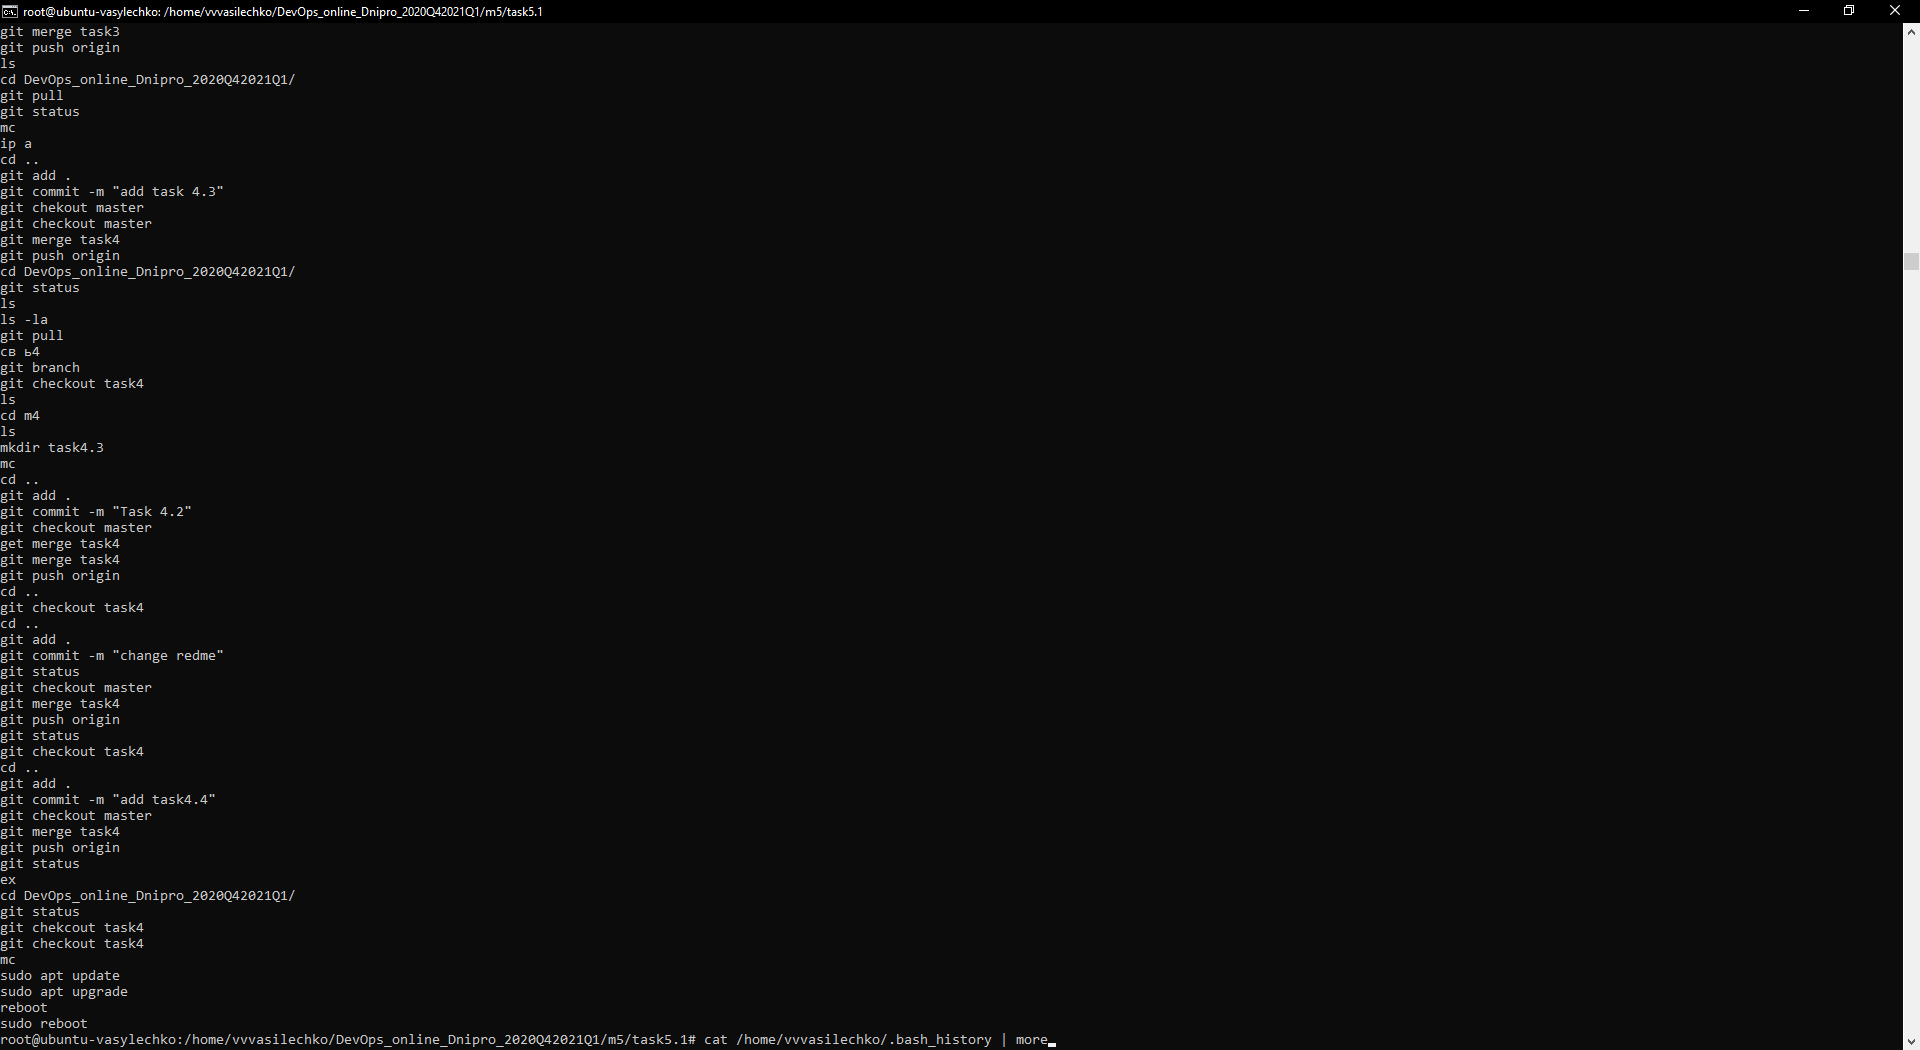 root@ubuntu-vasylechko: /home/vvvasilechko/DevOps_online_Dnipro_2020Q42021Q1/m5/task5.1
git merge task3
git push origin
ls
cd DevOps_online_Dnipro_2020Q42021Q1/
git pull
git status
mc
ip a
cd ..
git add .
git commit -m "add task 4.3"
git chekout master
git checkout master
git merge task4
git push origin
cd DevOps_online_Dnipro_2020Q42021Q1/
git status
ls
ls -la
git pull
св ь4
git branch
git checkout task4
ls
cd m4
ls
mkdir task4.3
mc
cd ..
git add .
git commit -m "Task 4.2"
git checkout master
get merge task4
git merge task4
git push origin
cd ..
git checkout task4
cd ..
git add .
git commit -m "change redme"
git status
git checkout master
git merge task4
git push origin
git status
git checkout task4
cd ..
git add .
git commit -m "add task4.4"
git checkout master
git merge task4
git push origin
git status
ex
cd DevOps_online_Dnipro_2020Q42021Q1/
git status
git chekcout task4
git checkout task4
mc
sudo apt update
sudo apt upgrade
reboot
sudo reboot
root@ubuntu-vasylechko:/home/vvvasilechko/DevOps_online_Dnipro_2020Q42021Q1/m5/task5.1# cat /home/vvvasilechko/.bash_history | more